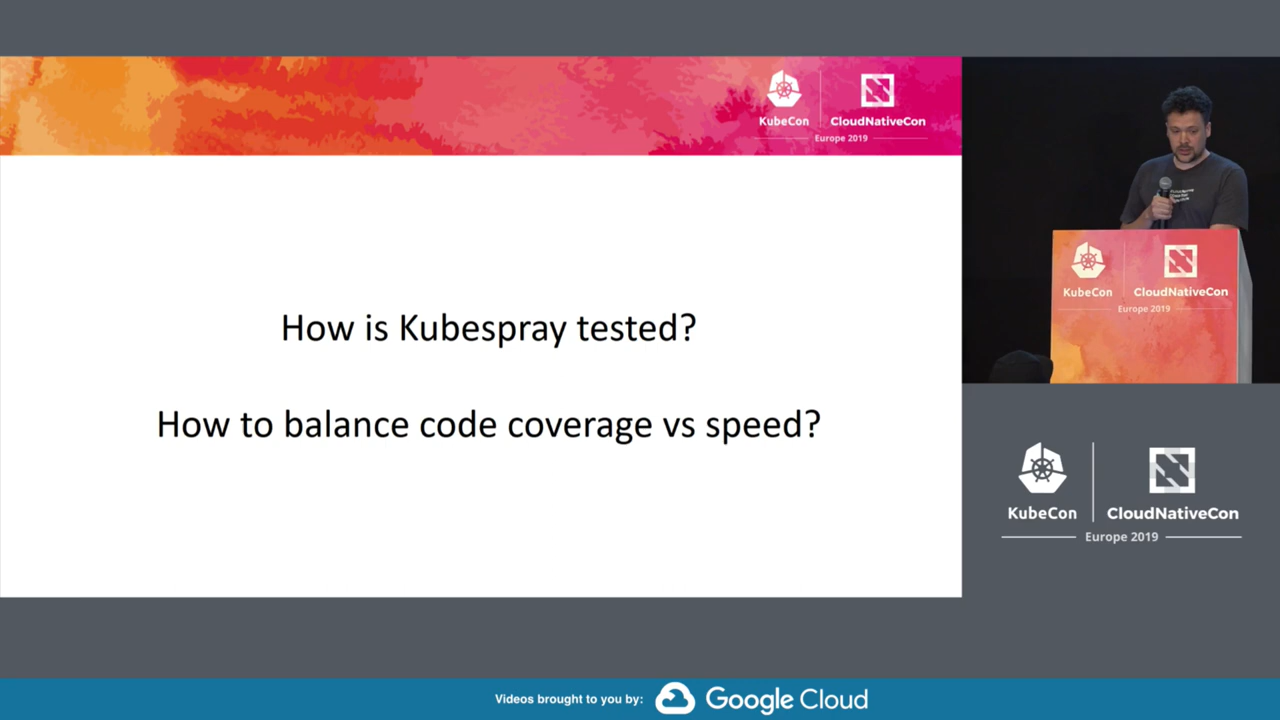 KubeCon
CloudNativeCon
Europe 2019
How is Kubespray tested?
How to balance code coverage vs speed?
KubeCon
CloudNativeCon
Europe 2019
KubeCon
CloudNativeCon
Europe 2019
Videos brought to you by:
Google Cloud